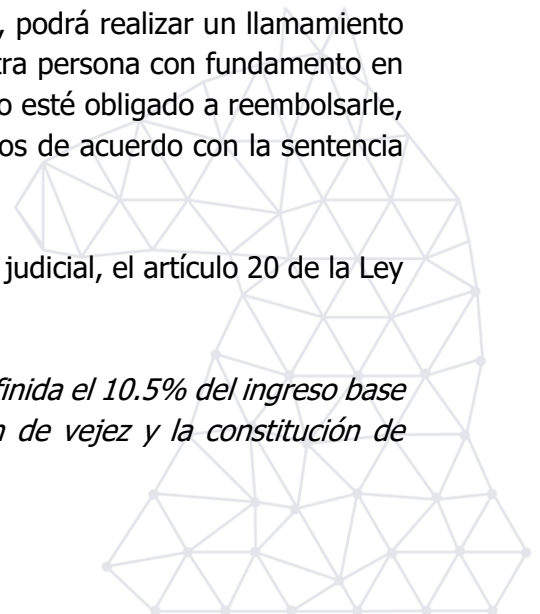 , podrá realizar un llamamiento
tra persona con fundamento en
o esté obligado a reembolsarle,
os de acuerdo con la sentencia
judicial, el artículo 20 de la Ley
finida el 10.5% del ingreso base
n de vejez y la constitución de